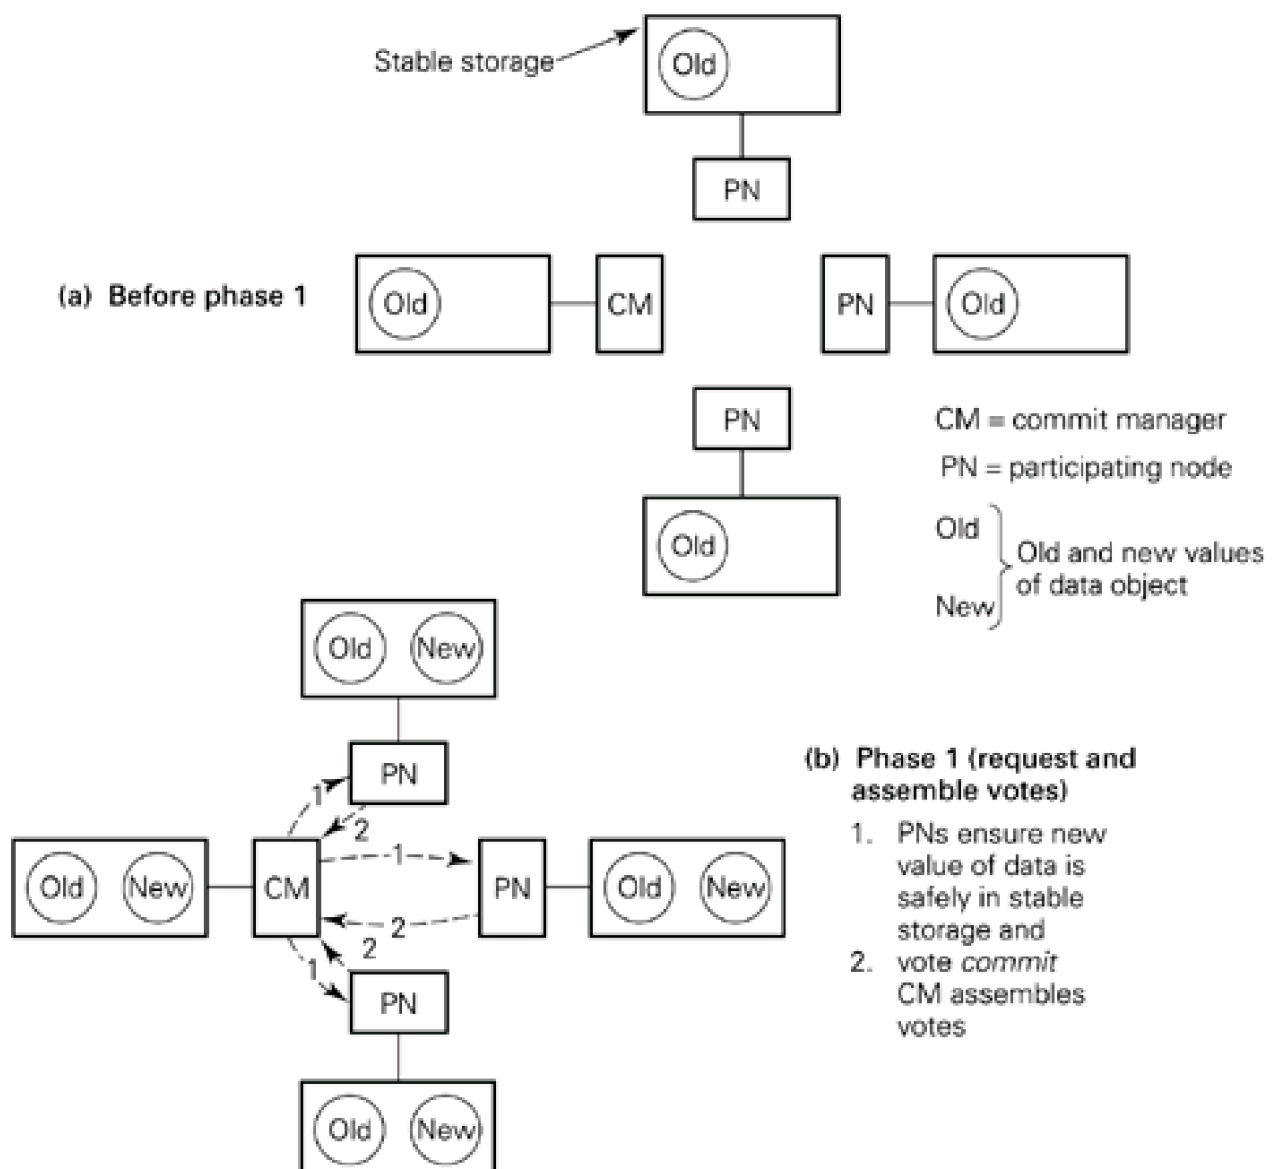 Stable storage
Old
PN
(a) Before phase 1
Old
CM
PN
Old
PN
CM = commit manager
PN = participating node
Old
Old
New
Old and new values
of data object
Old New
PN
(b) Phase 1 (request and
assemble votes)
1
2
Old New
CM
1
PN
Old New
2
1
2
PN
1. PNs ensure new
value of data is
safely in stable
storage and
2. vote commit
CM assembles
votes
Old New